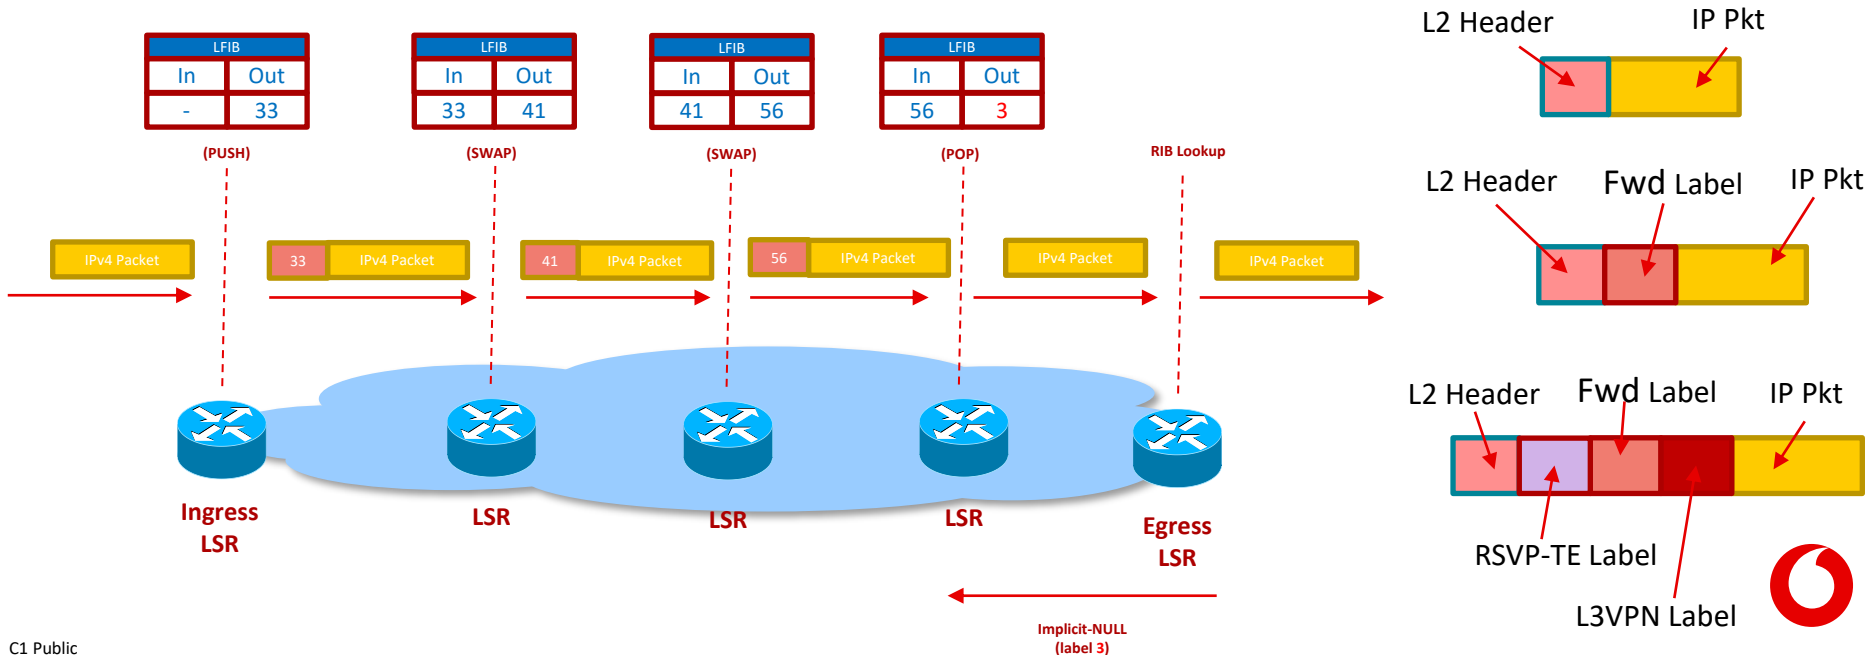 LFIB
In Out
- 33
(PUSH)
LFIB
In Out
33 41
(SWAP)
LFIB
In Out
41 56
(SWAP)
LFIB
In Out
56 3
(POP)
RIB Lookup
IPv4 Packet
33 IPv4 Packet
41 IPv4 Packet
56 IPv4 Packet
IPv4 Packet
IPv4 Packet
Ingress
LSR
LSR
LSR
LSR
Egress
LSR
Implicit-NULL
(label 3)
L2 Header IP Pkt
L2 Header Fwd Label IP Pkt
L2 Header Fwd Label IP Pkt
RSVP-TE Label
L3VPN Label
C1 Public